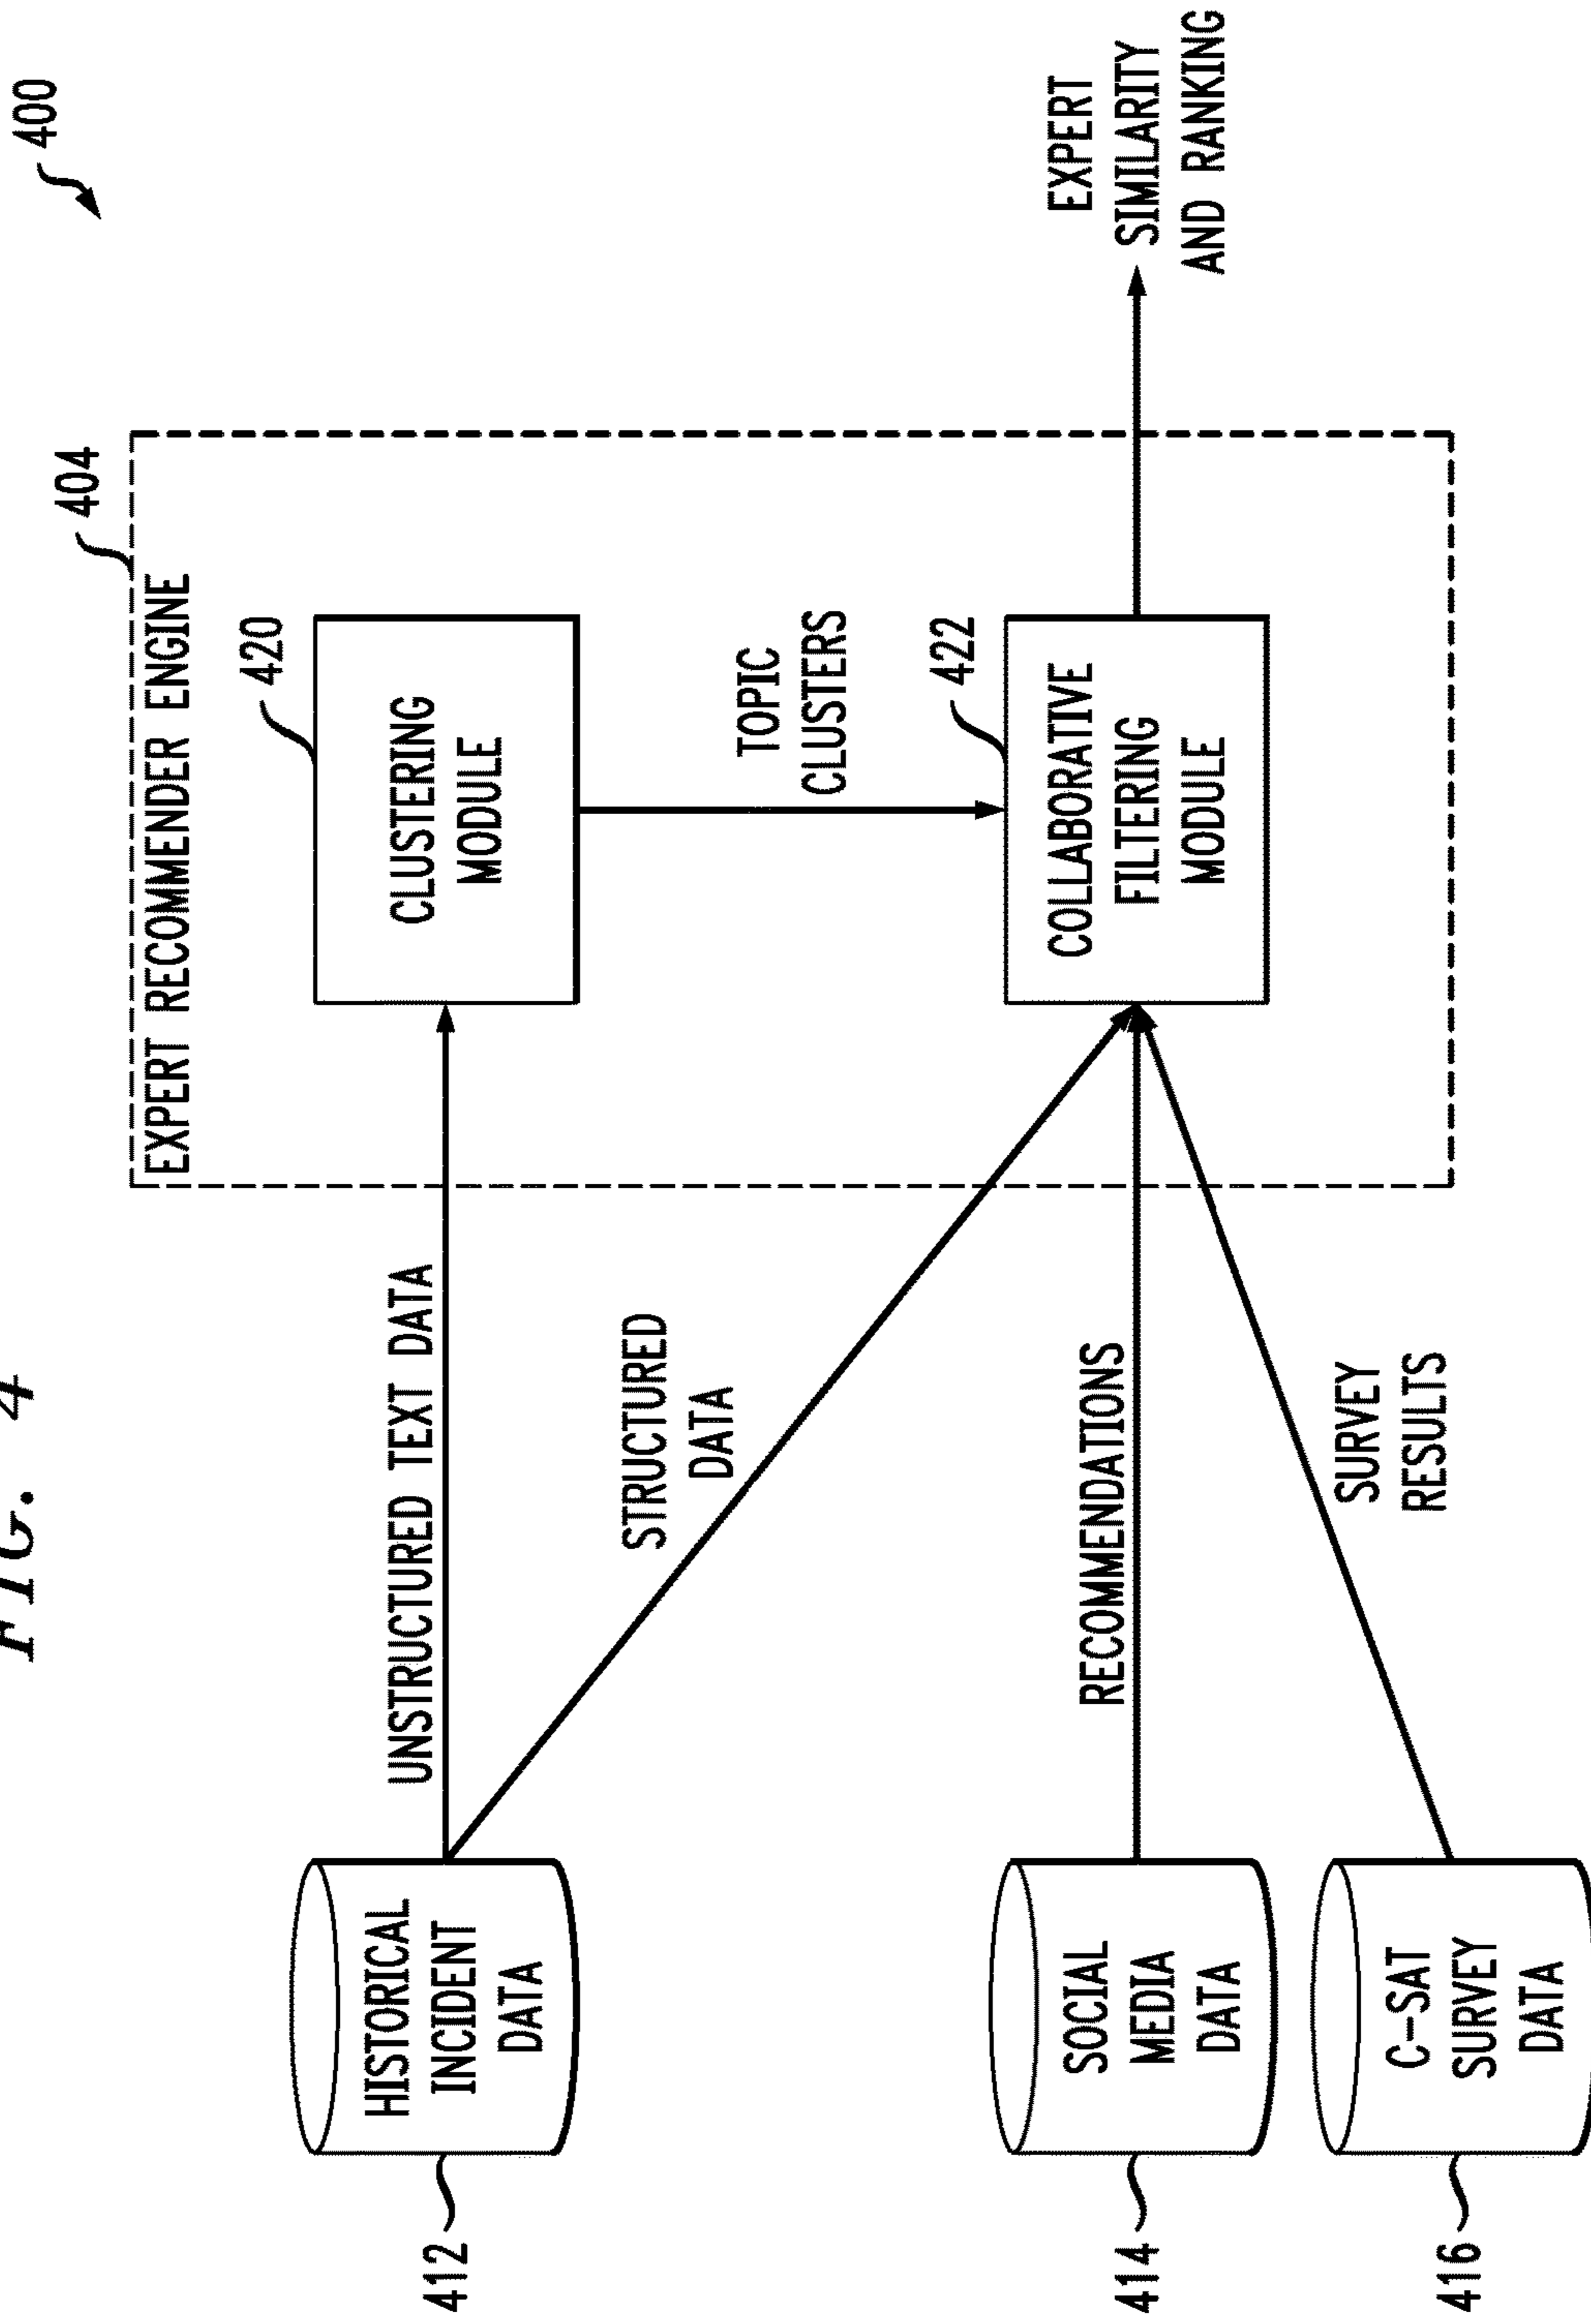 FIG. 4
400
404
EXPERT RECOMMENDER ENGINE
412
HISTORICAL
INCIDENT
DATA
UNSTRUCTURED TEXT DATA
420
CLUSTERING
MODULE
STRUCTURED
DATA
TOPIC
CLUSTERS
414
SOCIAL
MEDIA
DATA
RECOMMENDATIONS
422
COLLABORATIVE
FILTERING
MODULE
EXPERT
SIMILARITY
AND RANKING
416
C-SAT
SURVEY
DATA
SURVEY
RESULTS